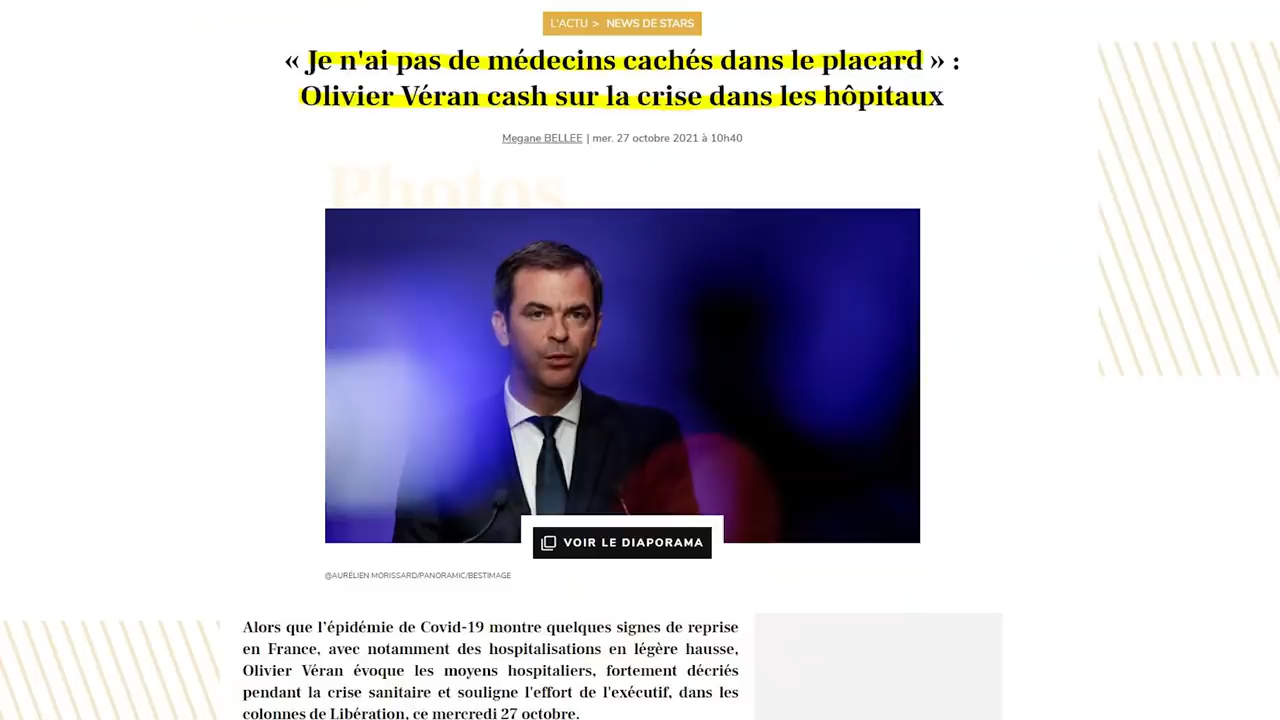 L'ACTU > NEWS DE STARS
« Je n'ai pas de médecins cachés dans le placard » :
Olivier Véran cash sur la crise dans les hôpitaux
Megane BELLEE | mer. 27 octobre 2021 à 10h40
Photos
VOIR LE DIAPORAMA
@AURÉLIEN MORISSARD/PANORAMIC/BESTIMAGE
Alors que l'épidémie de Covid-19 montre quelques signes de reprise
en France, avec notamment des hospitalisations en légère hausse,
Olivier Véran évoque les moyens hospitaliers, fortement décriés
pendant la crise sanitaire et souligne l'effort de l'exécutif, dans les
colonnes de Libération, ce mercredi 27 octobre.